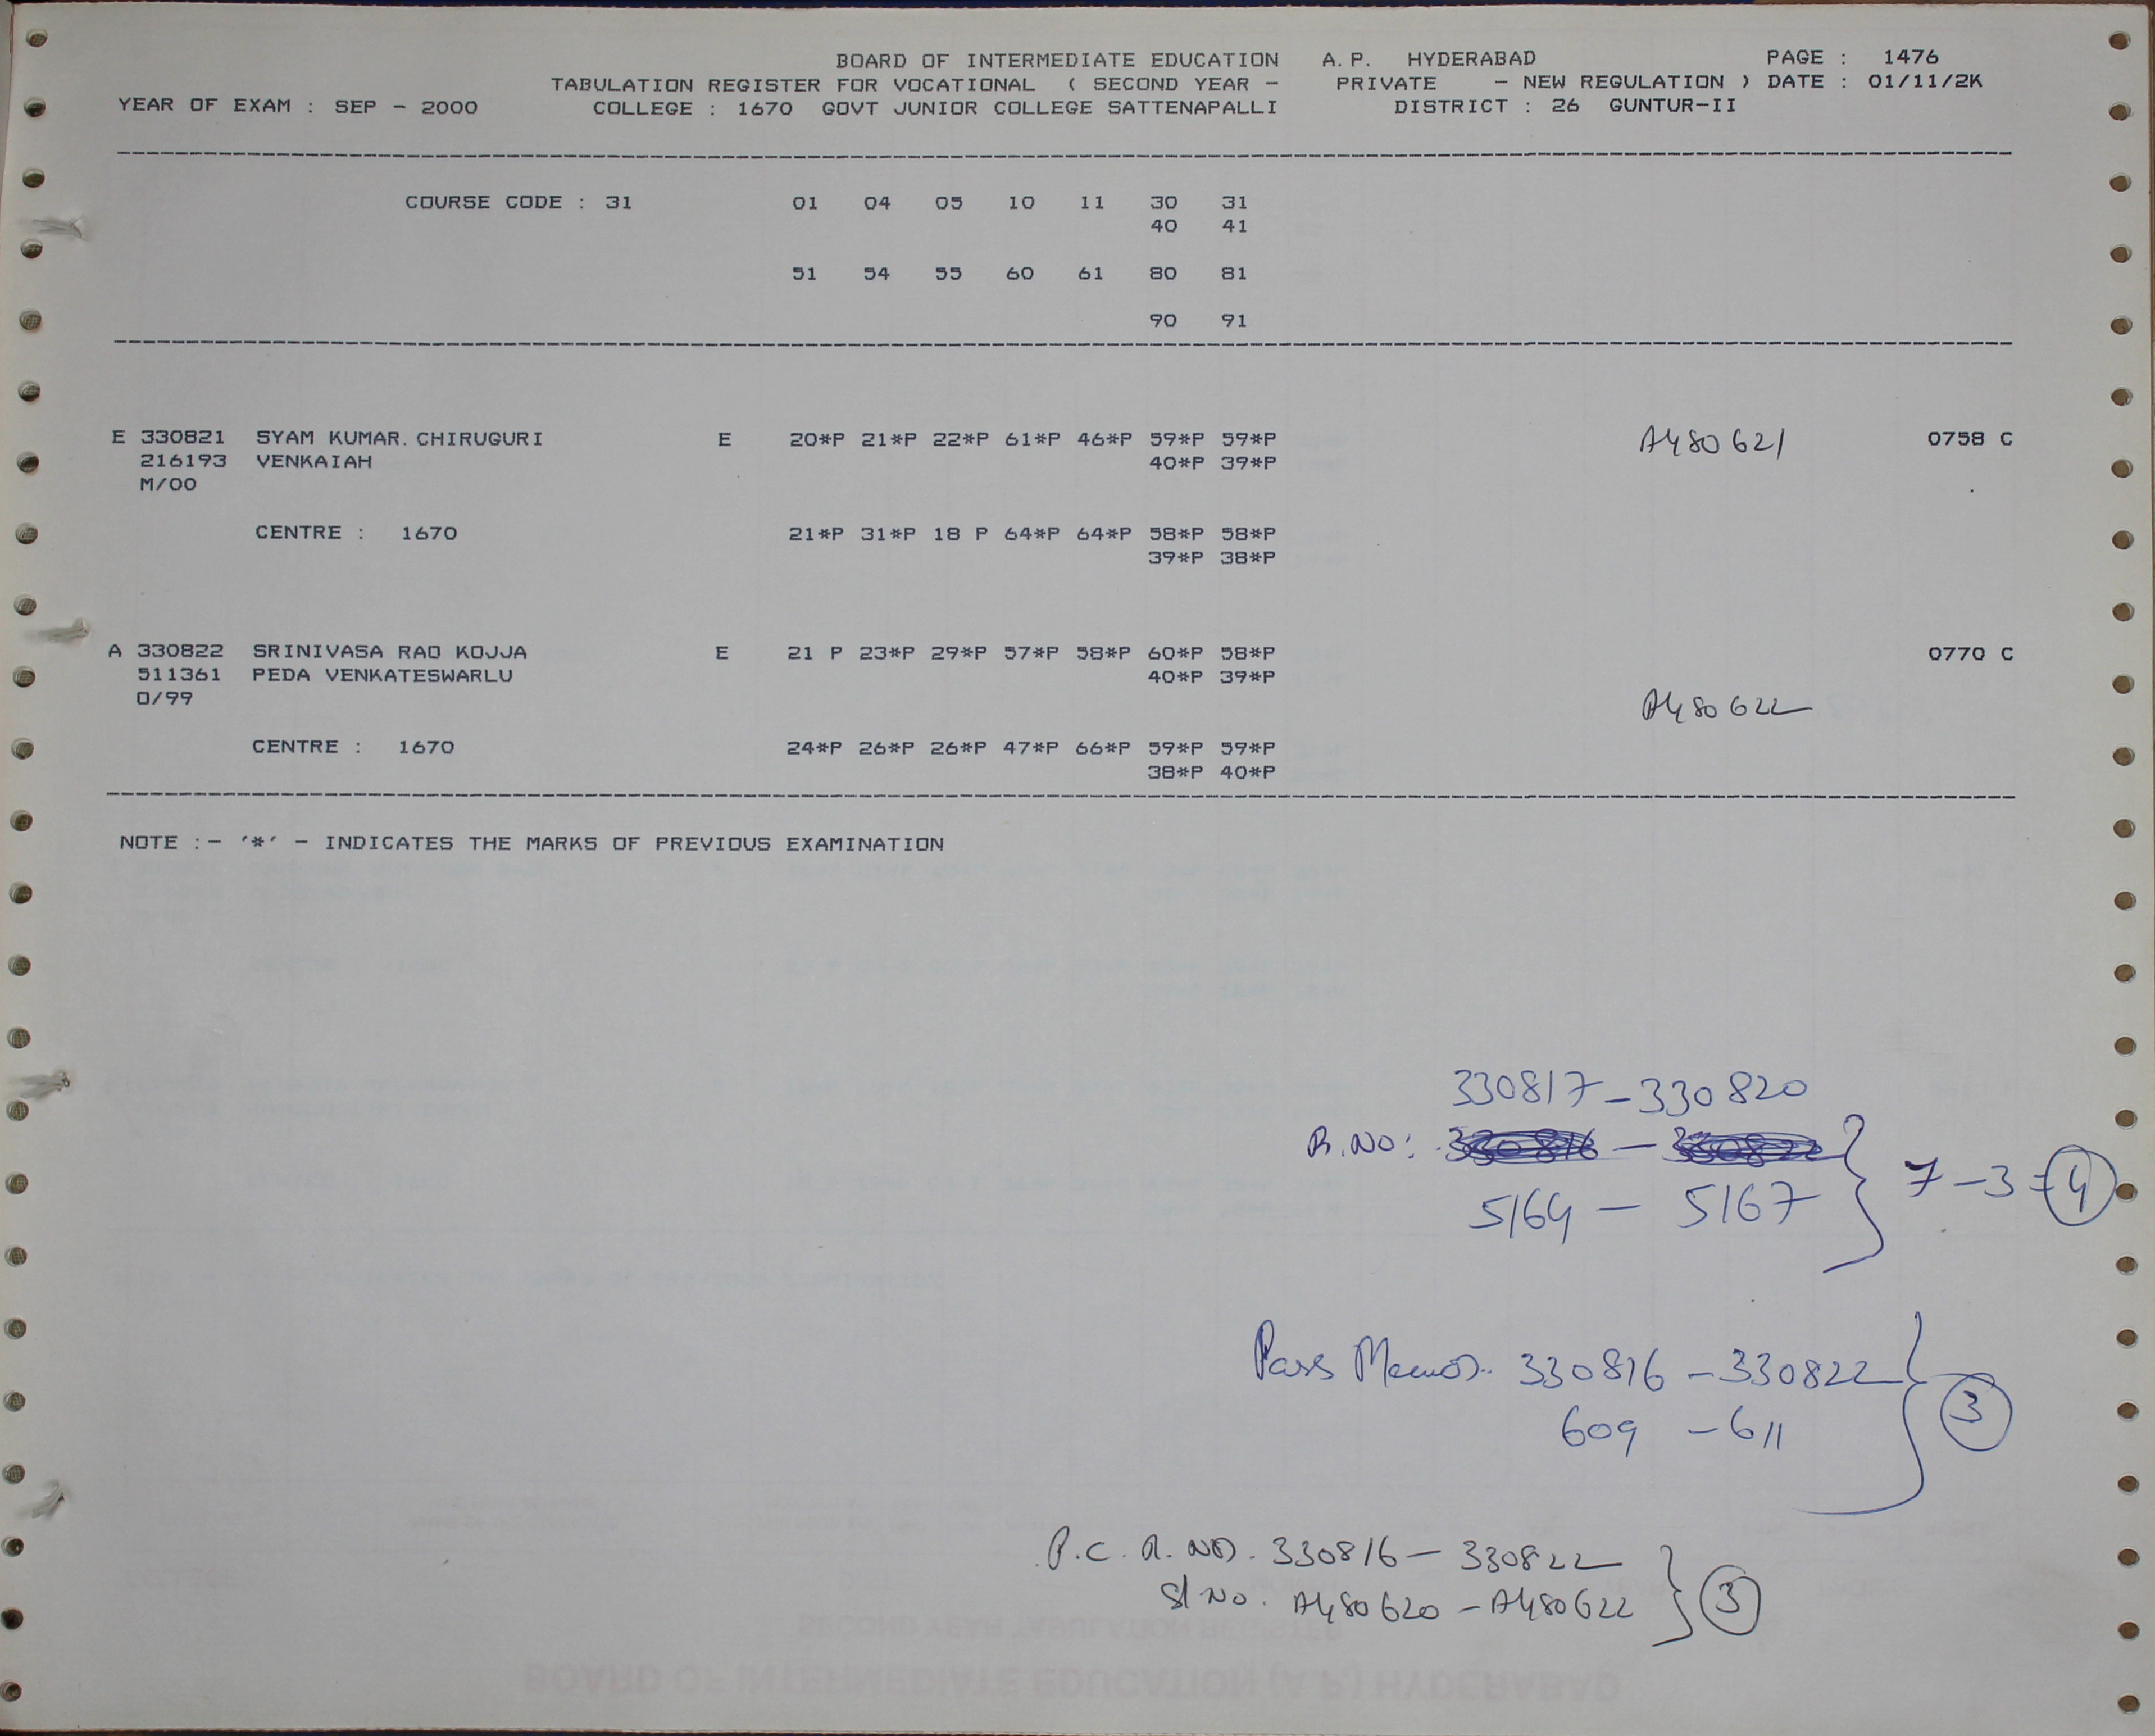 BOARD OF INTERMEDIATE EDUCATION A.P. HYDERABAD PAGE : 1476
TABULATION REGISTER FOR VOCATIONAL ( SECOND YEAR - PRIVATE - NEW REGULATION ) DATE : 01/11/2K
YEAR OF EXAM : SEP - 2000 COLLEGE : 1670 GOVT JUNIOR COLLEGE SATTENAPALLI DISTRICT : 26 GUNTUR-II
COURSE CODE : 31 01 04 05 10 11 30 31
40 41
51 54 55 60 61 80 81
90 91
E 330821 SYAM KUMAR.CHIRUGURI E 20*P 21*P 22*P 61*P 46*P 59*P 59*P A480621 0758 C
216193 VENKAIAH 40*P 39*P
M/00
CENTRE : 1670 21*P 31*P 18 P 64*P 64*P 58*P 58*P
39*P 38*P
A 330822 SRINIVASA RAO KOJJA E 21 P 23*P 29*P 57*P 58*P 60*P 58*P 0770 C
511361 PEDA VENKATESWARLU 40*P 39*P
O/99 A480622
CENTRE : 1670 24*P 26*P 26*P 47*P 66*P 59*P 59*P
38*P 40*P
NOTE :- '*' - INDICATES THE MARKS OF PREVIOUS EXAMINATION
330817-330820
R.NO: 330816 - 330822 7-3=4
5164 - 5167
Pass Memos. 330816 - 330822 3
609 - 611
P.C. R. NO. 330816 - 330822
Sl No. A480620 - A480622 3